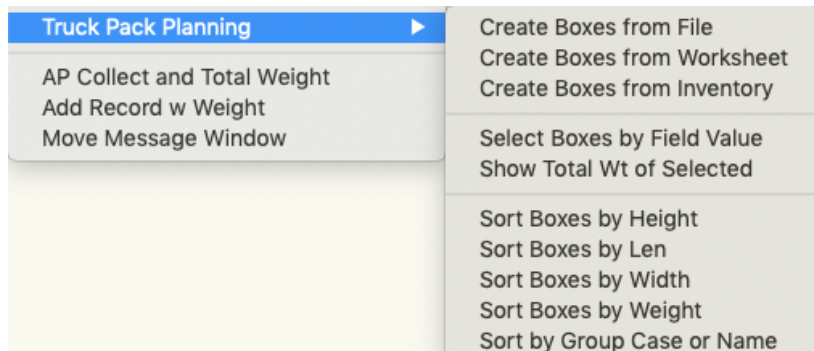 Truck Pack Planning
AP Collect and Total Weight
Add Record w Weight
Move Message Window
Create Boxes from File
Create Boxes from Worksheet
Create Boxes from Inventory
Select Boxes by Field Value
Show Total Wt of Selected
Sort Boxes by Height
Sort Boxes by Len
Sort Boxes by Width
Sort Boxes by Weight
Sort by Group Case or Name